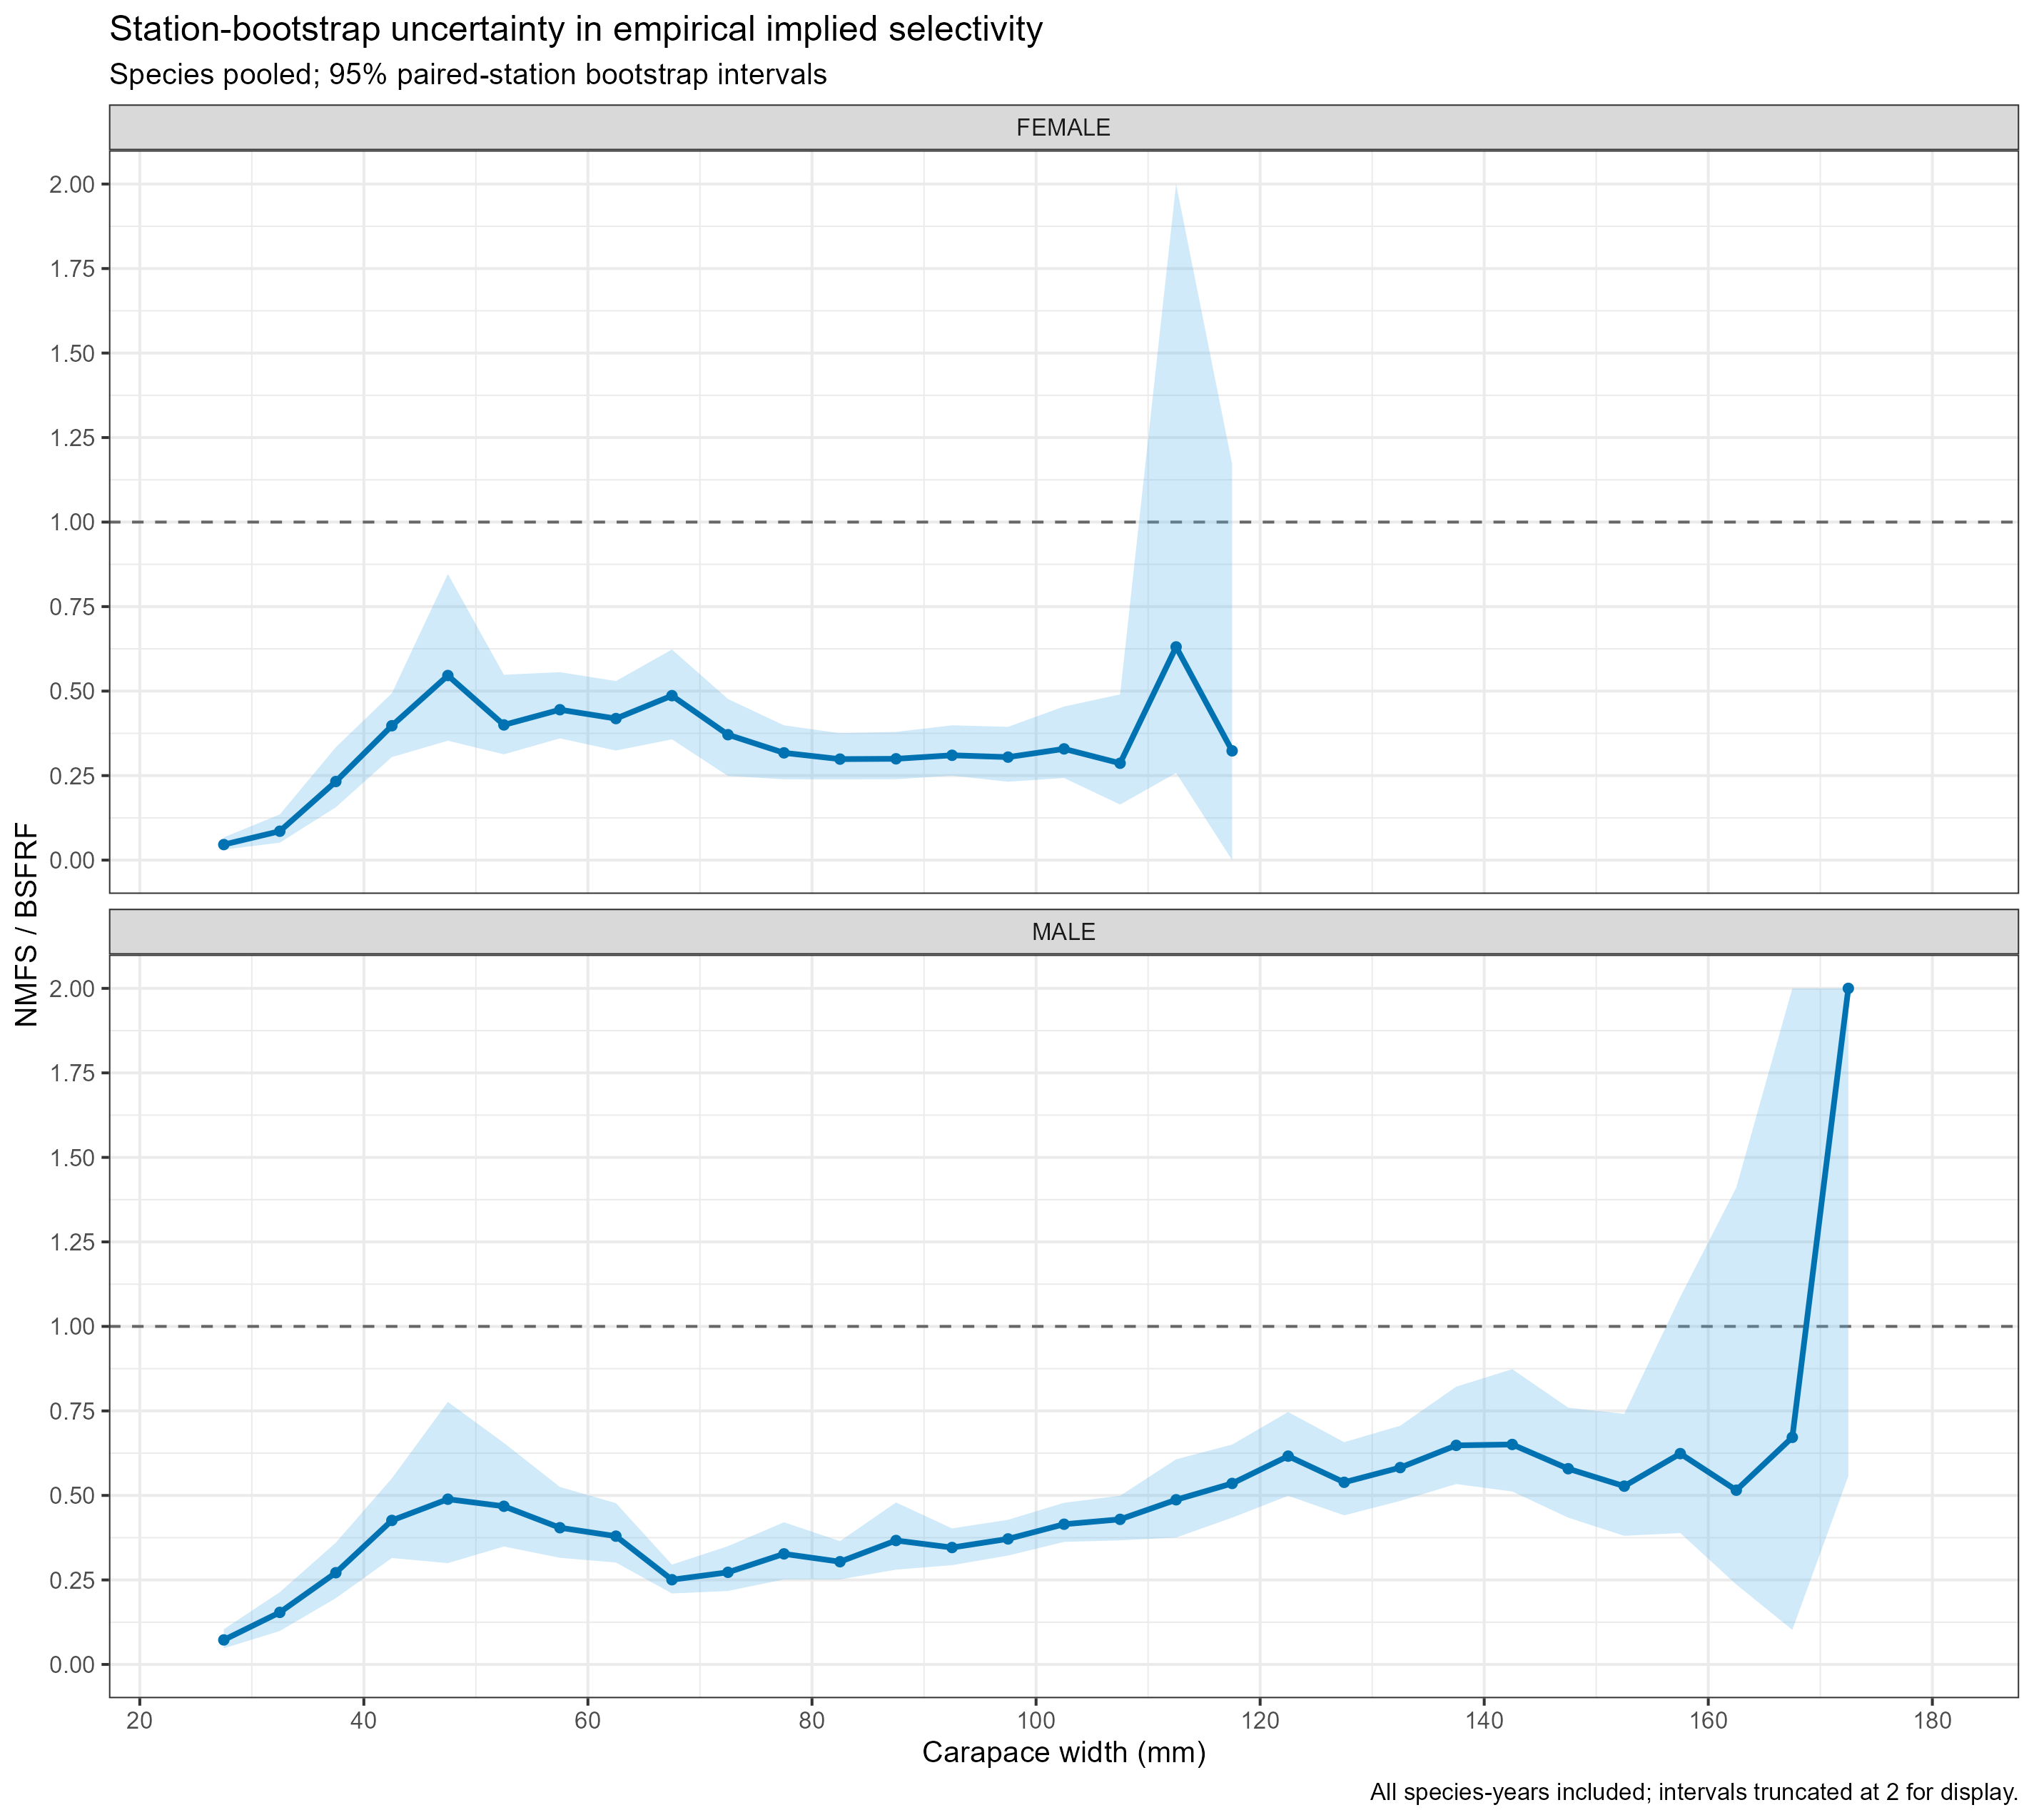 Station-bootstrap uncertainty in empirical implied selectivity
Species pooled; 95% paired-station bootstrap intervals
FEMALE
2.00
1.75
1.50
1.25
1.00
0.75
0.50
0.25
0.00
NMFS / BSFRF
MALE
2.00
1.75
1.50
1.25
1.00
0.75
0.50
0.25
0.00
20 40 60 80 100 120 140 160 180
Carapace width (mm)
All species-years included; intervals truncated at 2 for display.